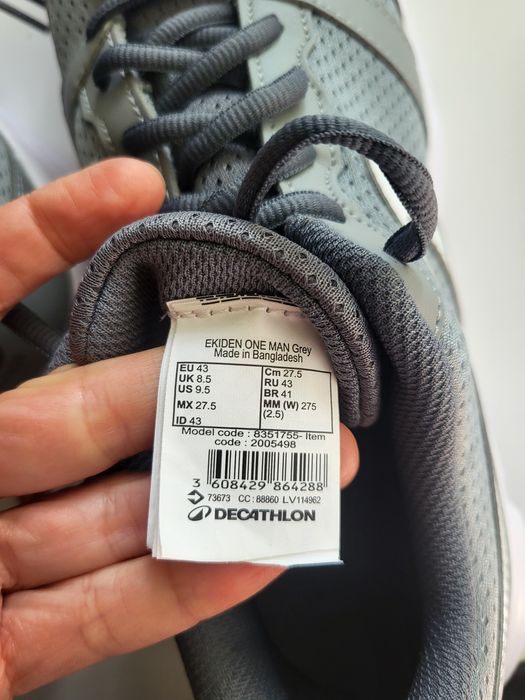 EKIDEN ONE MAN Grey
Made in Bangladesh
EU 43
UK 8.5
US 9.5
MX 27.5
ID 43
Cm 27.5
RU 43
BR 41
MM (W) 275
(2.5)
Model code : 8351755- Item
code : 2005498
3 608429 864288
73673 CC: 88860 LV114962
DECATHLON